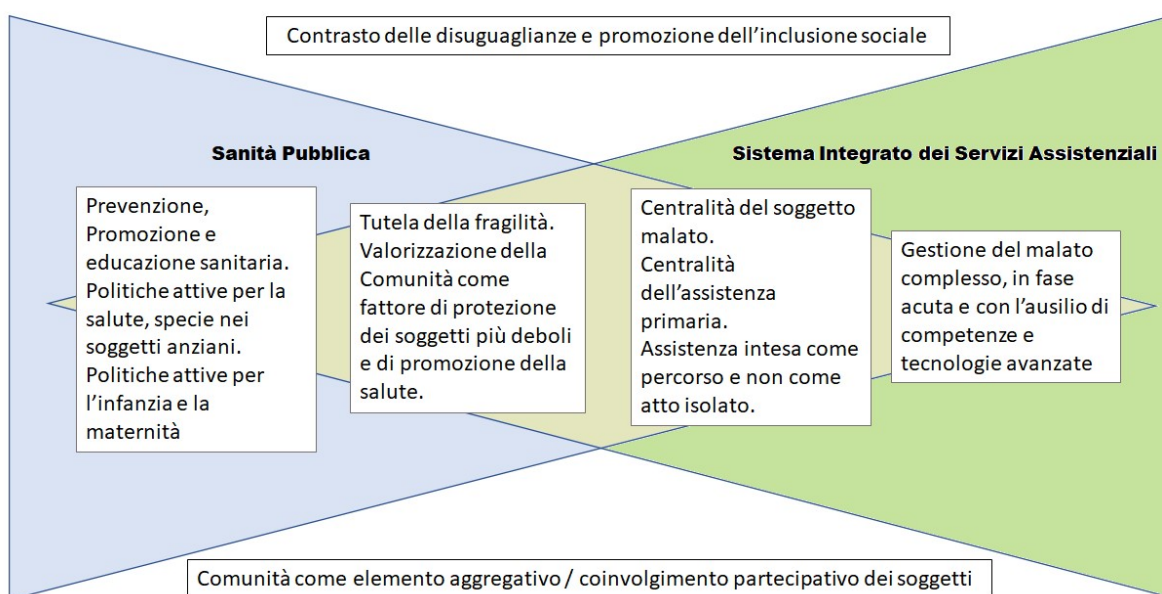 Contrasto delle disuguaglianze e promozione dell'inclusione sociale
Sanità Pubblica
Sistema Integrato dei Servizi Assistenziali
Prevenzione,
Promozione e
educazione sanitaria.
Politiche attive per la
salute, specie nei
soggetti anziani.
Politiche attive per
l'infanzia e la
maternità
Tutela della fragilità.
Valorizzazione della
Comunità come
fattore di protezione
dei soggetti più deboli
e di promozione della
salute.
Centralità del soggetto
malato.
Centralità
dell'assistenza
primaria.
Assistenza intesa come
percorso e non come
atto isolato.
Gestione del malato
complesso, in fase
acuta e con l'ausilio di
competenze e
tecnologie avanzate
Comunità come elemento aggregativo / coinvolgimento partecipativo dei soggetti